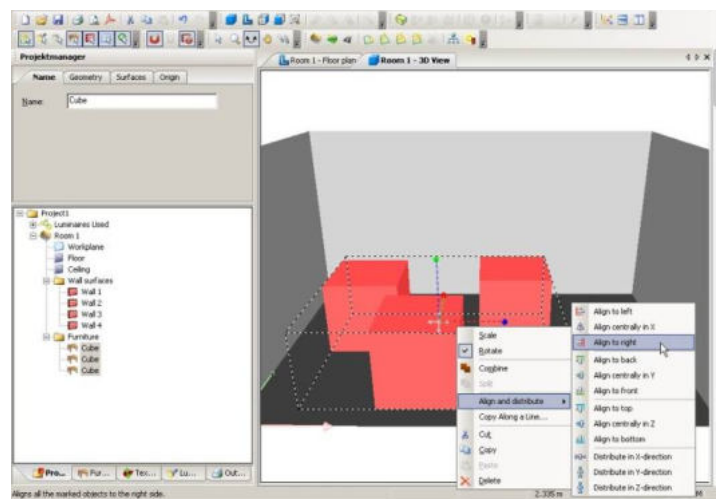 Projektmanager
Room 1 - Floor plan
Room 1 - 3D View
Name
Geometry
Surfaces
Origin
Name:
Cube
Project1
Luminaires Used
Room 1
Workplane
Floor
Ceiling
Wall surfaces
Wall 1
Wall 2
Wall 3
Wall 4
Furniture
Cube
Cube
Cube
Scale
Rotate
Combine
Split
Align and distribute
Copy Along a Line...
Cut
Copy
Paste
Delete
Align to left
Align centrally in X
Align to right
Align to back
Align centrally in Y
Align to front
Align to top
Align centrally in Z
Align to bottom
Distribute in X-direction
Distribute in Y-direction
Distribute in Z-direction
Pro...
Fur...
Tex...
Lu...
Out...
Aligns all the marked objects to the right side.
2.335 m
M